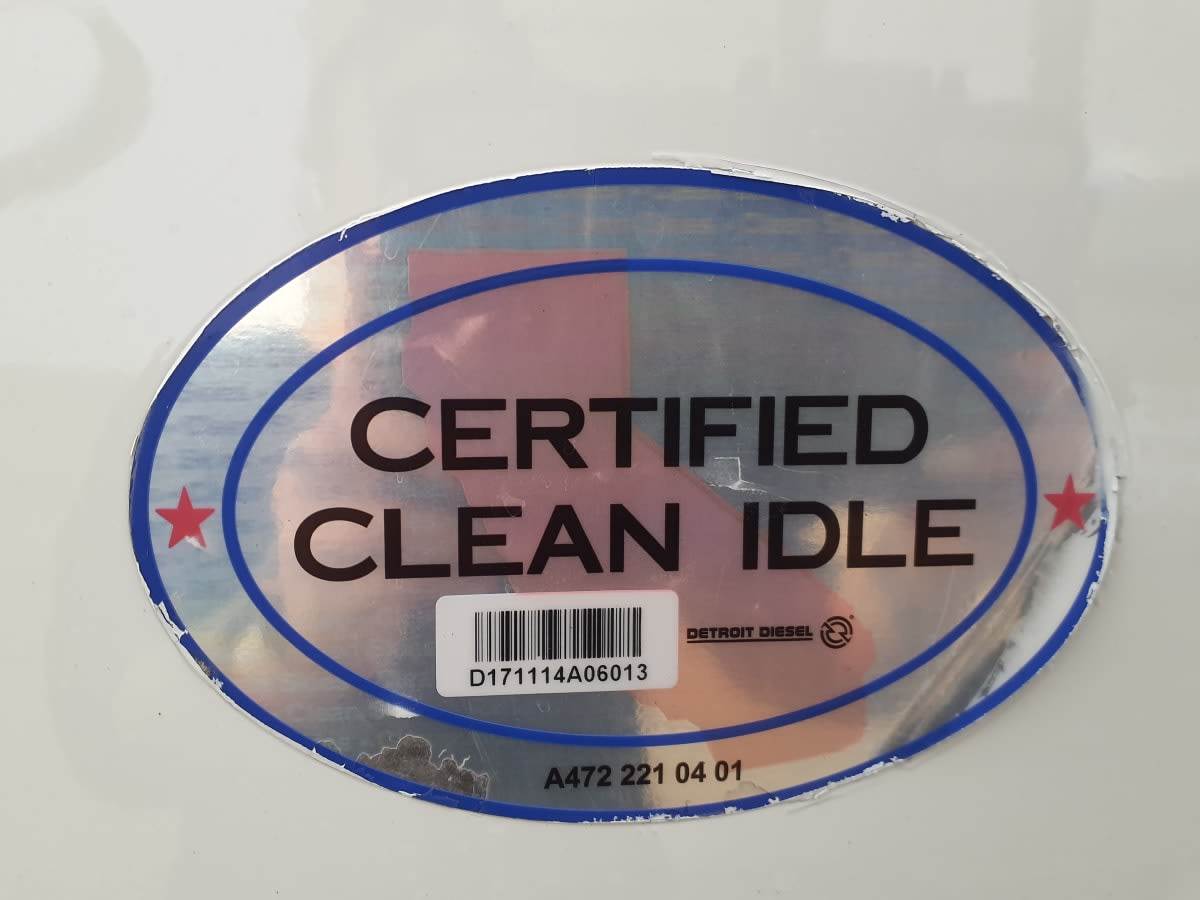 CERTIFIED
CLEAN IDLE
DETROIT DIESEL
D171114A06013
A472 221 04 01